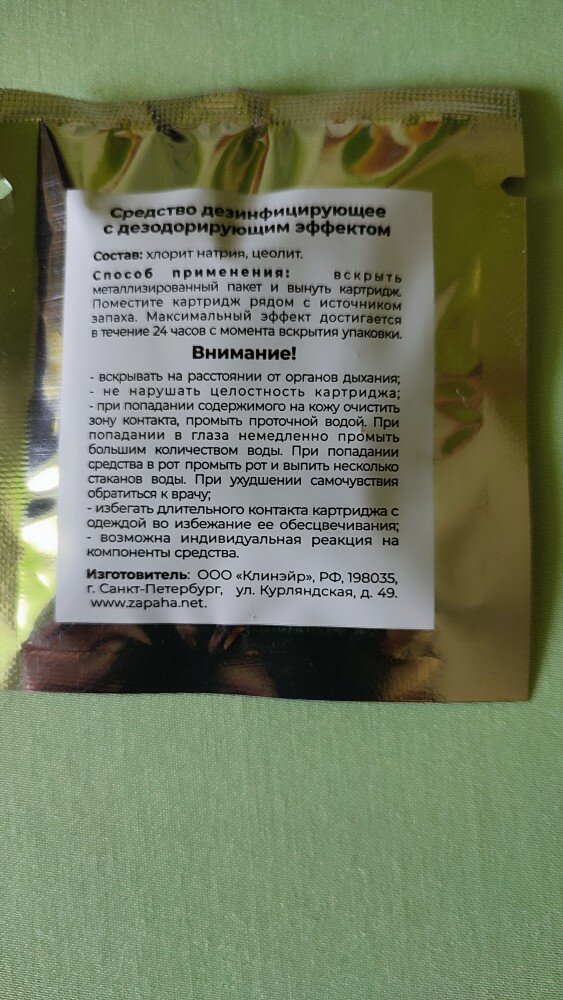 Средство дезинфицирующее
с дезодорирующим эффектом
Состав: хлорит натрия, цеолит.
Способ применения: вскрыть
металлизированный пакет и вынуть картридж.
Поместите картридж рядом с источником
запаха. Максимальный эффект достигается
в течение 24 часов с момента вскрытия упаковки.
Внимание!
- вскрывать на расстоянии от органов дыхания;
- не нарушать целостность картриджа;
- при попадании содержимого на кожу очистить
зону контакта, промыть проточной водой. При
попадании в глаза немедленно промыть
большим количеством воды. При попадании
средства в рот промыть рот и выпить несколько
стаканов воды. При ухудшении самочувствия
обратиться к врачу;
- избегать длительного контакта картриджа с
одеждой во избежание ее обесцвечивания;
- возможна индивидуальная реакция на
компоненты средства.
Изготовитель: ООО «Клинэйр», РФ, 198035,
г. Санкт-Петербург, ул. Курляндская, д. 49.
www.zapaha.net.